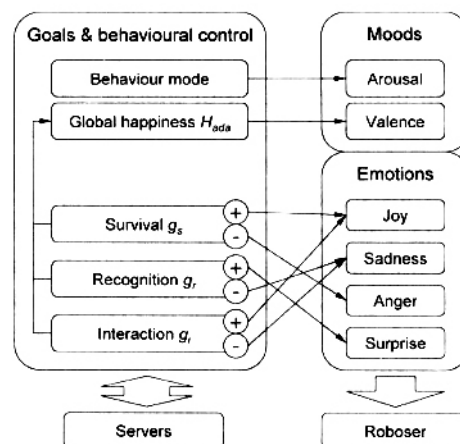 Goals & behavioural control
Behaviour mode
Global happiness H_ada
Survival g_s
+
-
Recognition g_r
+
-
Interaction g_i
+
-
Servers
Moods
Arousal
Valence
Emotions
Joy
Sadness
Anger
Surprise
Roboser